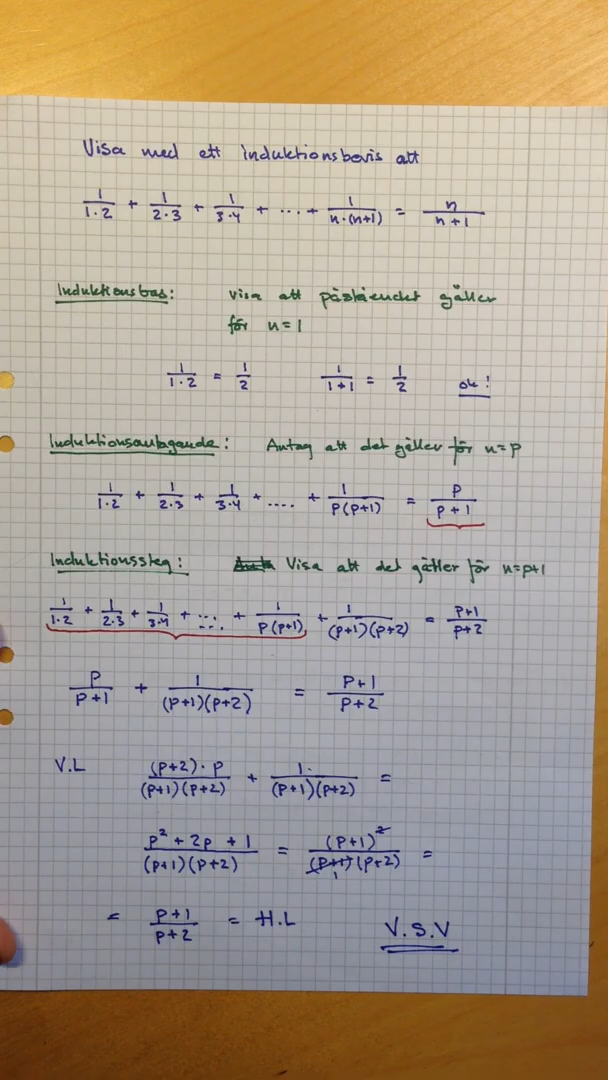 Visa med ett induktionsbevis att
1/(1·2) + 1/(2·3) + 1/(3·4) + ... + 1/(n·(n+1)) = n/(n+1)
Induktionsbas: visa att påståendet gäller
för n=1
1/(1·2) = 1/2 1/(1+1) = 1/2 ok!
Induktionsantagande: Antag att det gäller för n=p
1/(1·2) + 1/(2·3) + 1/(3·4) + .... + 1/(p(p+1)) = p/(p+1)
Induktionssteg: Visa att det gäller för n=p+1
1/(1·2) + 1/(2·3) + 1/(3·4) + ... + 1/(p(p+1)) + 1/((p+1)(p+2)) = (p+1)/(p+2)
p/(p+1) + 1/((p+1)(p+2)) = (p+1)/(p+2)
V.L ((p+2)·p)/((p+1)(p+2)) + 1/((p+1)(p+2)) =
(p²+2p+1)/((p+1)(p+2)) = (p+1)²/((p+1)(p+2)) =
= (p+1)/(p+2) = H.L V.S.V